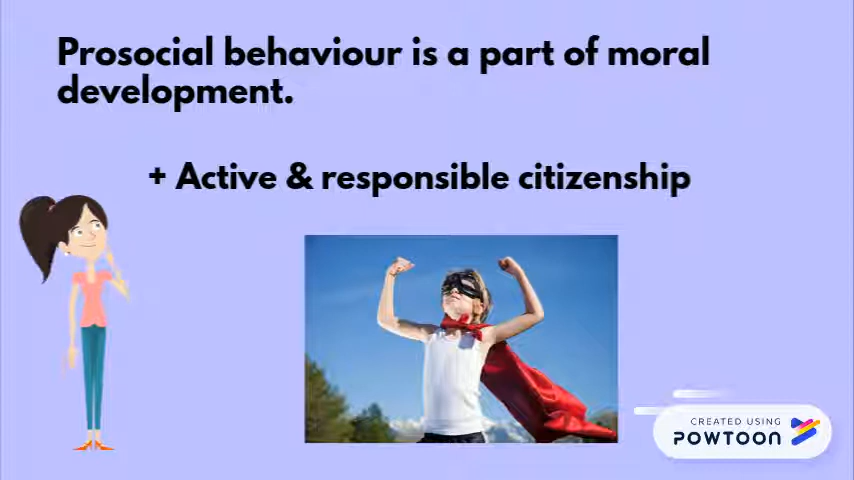 Prosocial behaviour is a part of moral
development.
+ Active & responsible citizenship
CREATED USING
POWTOON